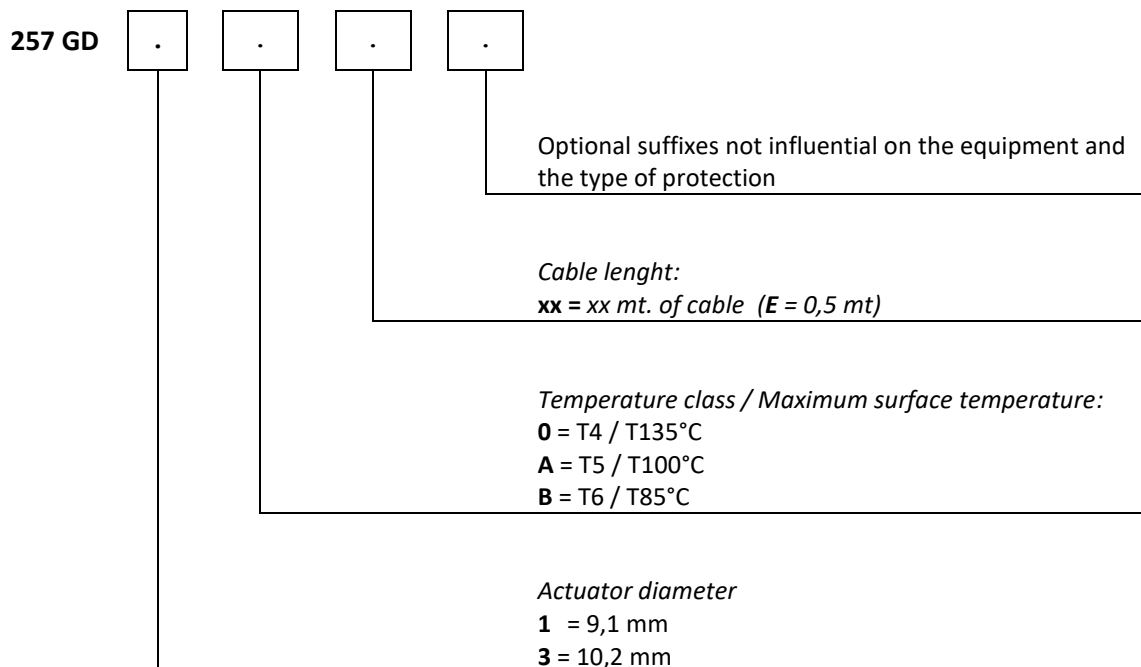 257 GD . . . .
Optional suffixes not influential on the equipment and
the type of protection
Cable lenght:
xx = xx mt. of cable (E = 0,5 mt)
Temperature class / Maximum surface temperature:
0 = T4 / T135°C
A = T5 / T100°C
B = T6 / T85°C
Actuator diameter
1 = 9,1 mm
3 = 10,2 mm